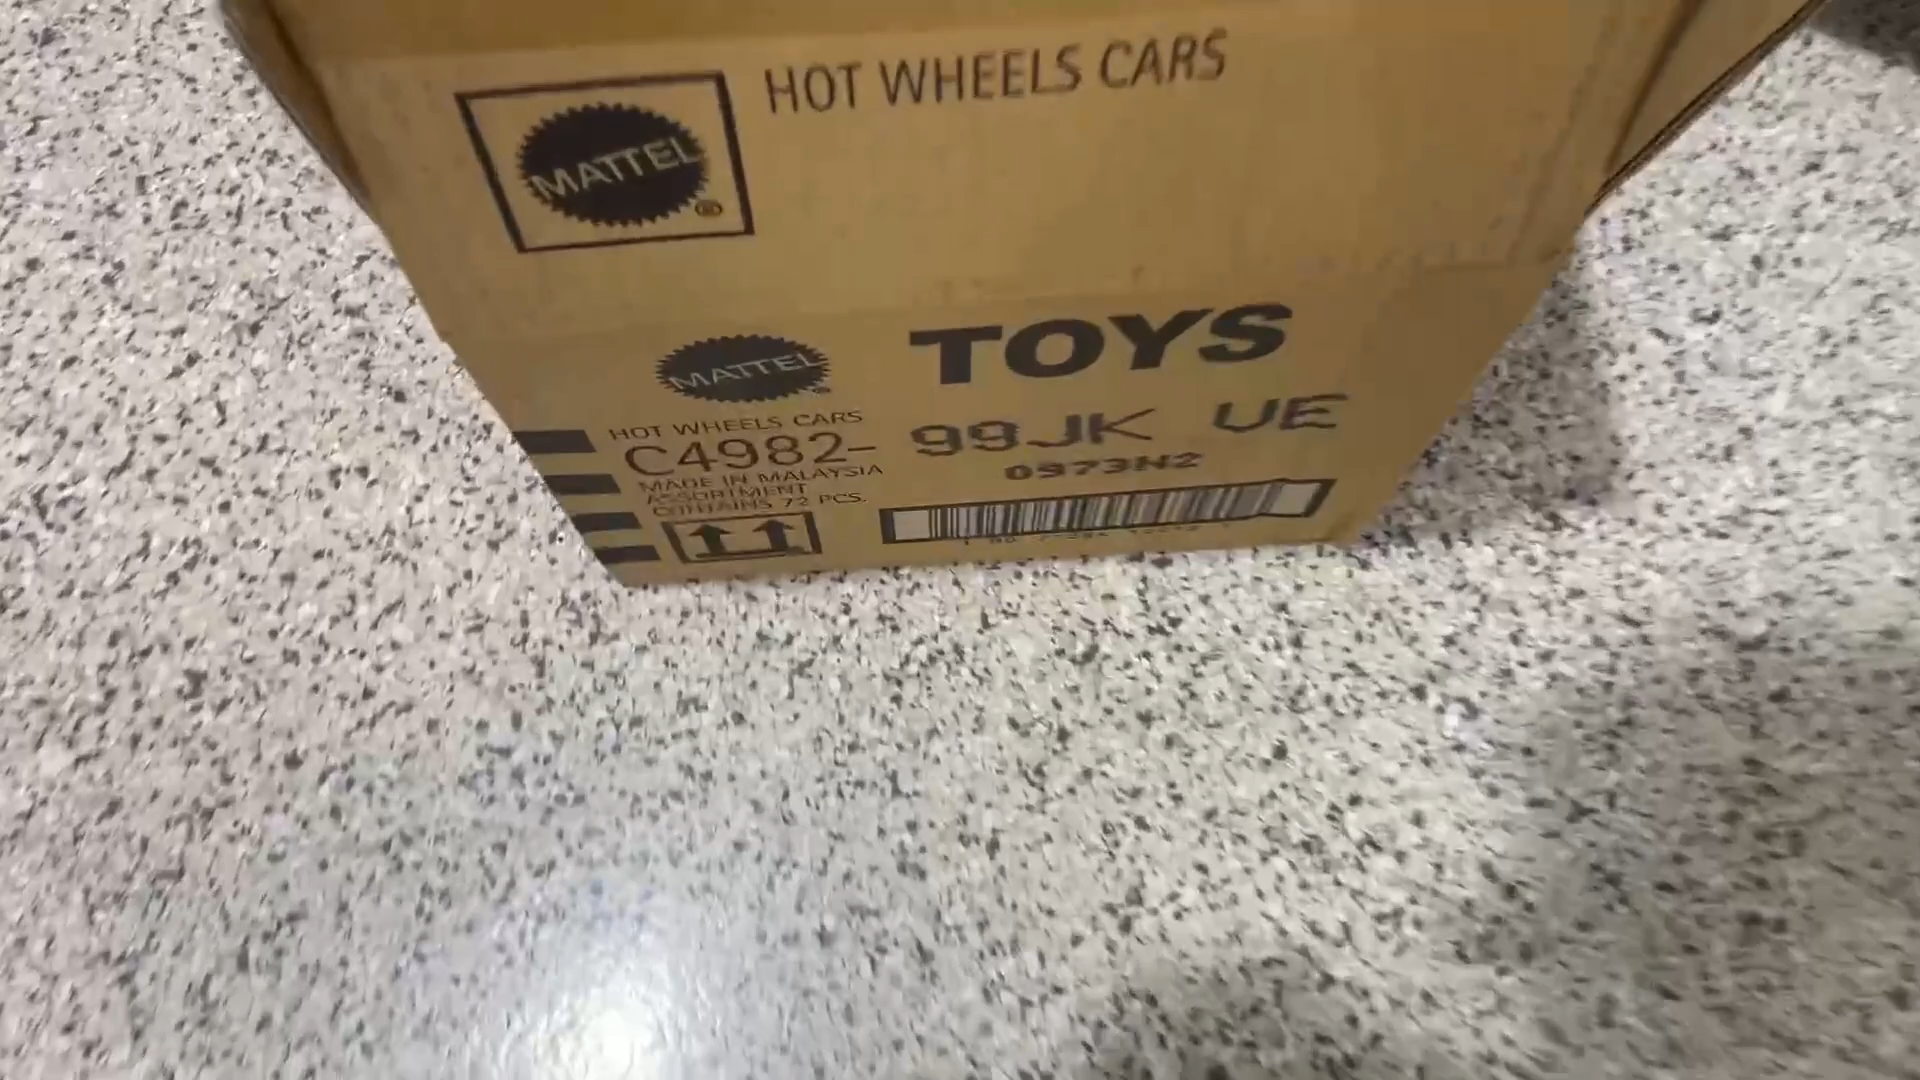 HOT WHEELS CARS
MATTEL
®
MATTEL
TOYS
HOT WHEELS CARS
C4982-
99JK UE
MADE IN MALAYSIA
0973N2
ASSORTMENT
CONTAINS 72 PCS.